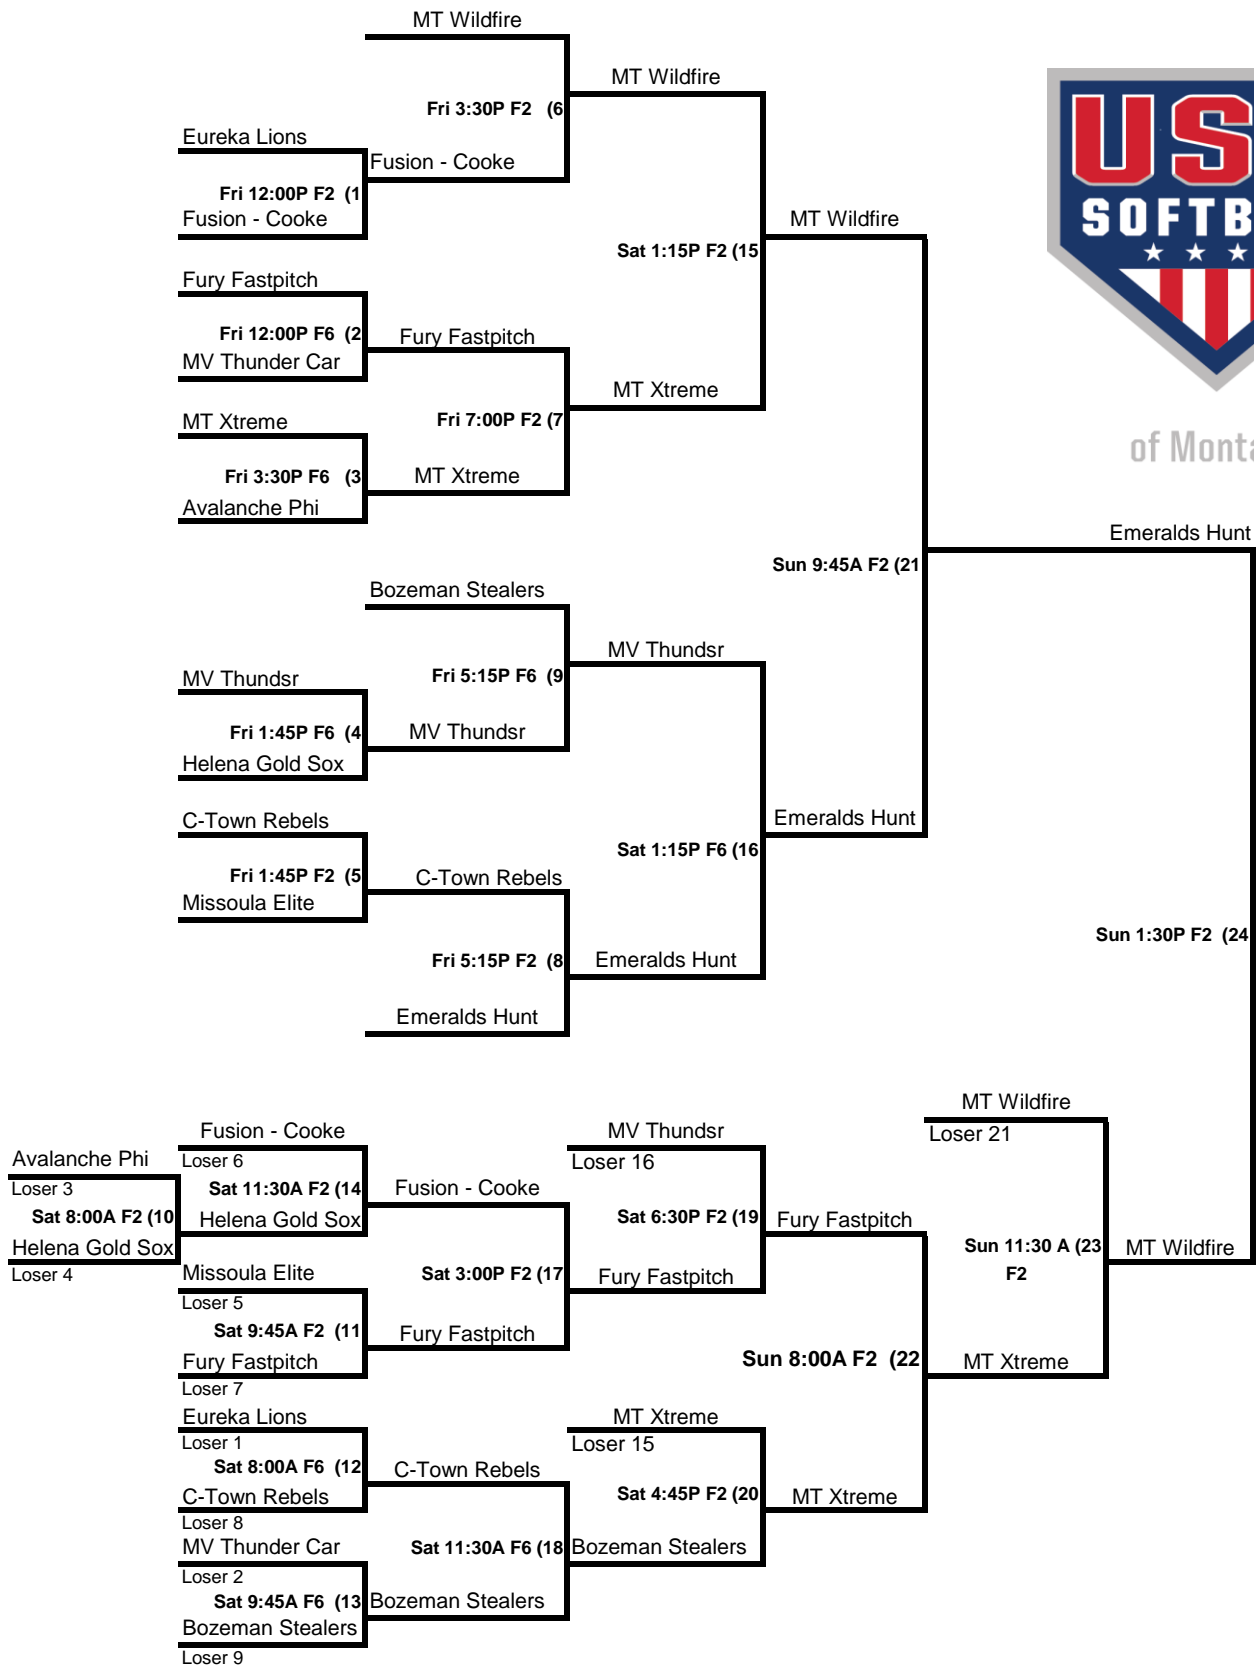 MT Wildfire
MT Wildfire
Fri 3:30P F2 (6
Eureka Lions
Fusion - Cooke
Fri 12:00P F2 (1
Fusion - Cooke
MT Wildfire
Sat 1:15P F2 (15
Fury Fastpitch
Fri 12:00P F6 (2
Fury Fastpitch
MV Thunder Car
MT Xtreme
MT Xtreme
Fri 7:00P F2 (7
Fri 3:30P F6 (3
MT Xtreme
Avalanche Phi
US
SOFTB
of Monta
Emeralds Hunt
Sun 9:45A F2 (21
Bozeman Stealers
MV Thundsr
MV Thundsr
Fri 5:15P F6 (9
Fri 1:45P F6 (4
MV Thundsr
Helena Gold Sox
C-Town Rebels
Emeralds Hunt
Sat 1:15P F6 (16
Fri 1:45P F2 (5
C-Town Rebels
Missoula Elite
Sun 1:30P F2 (24
Fri 5:15P F2 (8
Emeralds Hunt
Emeralds Hunt
MT Wildfire
Loser 21
Fusion - Cooke
MV Thundsr
Avalanche Phi
Loser 6
Loser 16
Loser 3
Sat 11:30A F2 (14
Fusion - Cooke
Sat 8:00A F2 (10
Helena Gold Sox
Sat 6:30P F2 (19
Fury Fastpitch
Helena Gold Sox
Sun 11:30 A (23
F2
MT Wildfire
Loser 4
Missoula Elite
Sat 3:00P F2 (17
Fury Fastpitch
Loser 5
Sat 9:45A F2 (11
Fury Fastpitch
Fury Fastpitch
Sun 8:00A F2 (22
MT Xtreme
Loser 7
Eureka Lions
MT Xtreme
Loser 1
Loser 15
Sat 8:00A F6 (12
C-Town Rebels
C-Town Rebels
Sat 4:45P F2 (20
MT Xtreme
Loser 8
MV Thunder Car
Sat 11:30A F6 (18
Bozeman Stealers
Loser 2
Sat 9:45A F6 (13
Bozeman Stealers
Bozeman Stealers
Loser 9